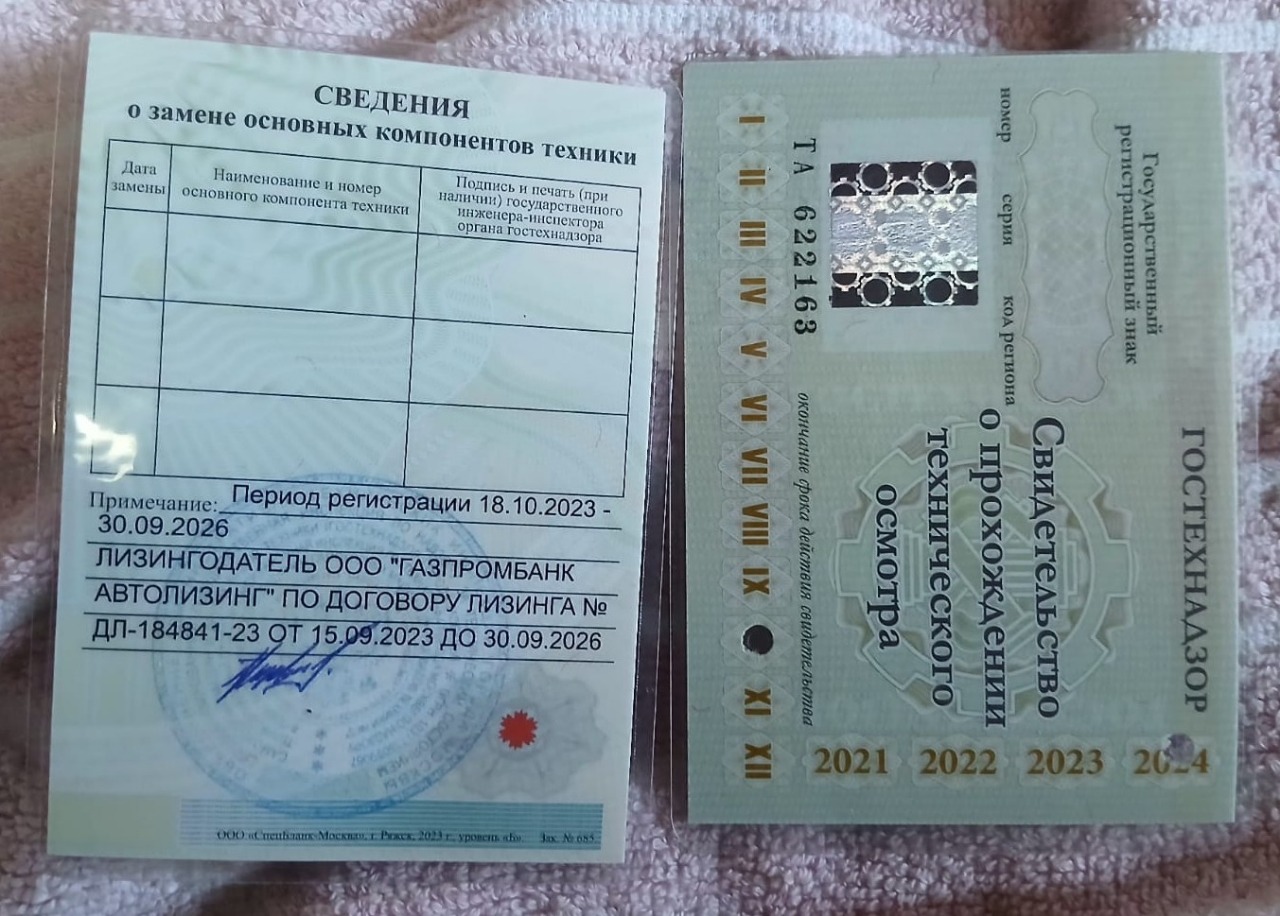 СВЕДЕНИЯ
о замене основных компонентов техники
Дата замены
Наименование и номер основного компонента техники
Подпись и печать (при наличии) государственного инженера-инспектора органа гостехнадзора
Примечание: Период регистрации 18.10.2023 -
30.09.2026
ЛИЗИНГОДАТЕЛЬ ООО "ГАЗПРОМБАНК
АВТОЛИЗИНГ" ПО ДОГОВОРУ ЛИЗИНГА №
ДЛ-184841-23 ОТ 15.09.2023 ДО 30.09.2026
ООО «СпецБланк-Москва», г. Ряжск, 2023 г., уровень «Б». Зак. № 685.
ГОСТЕХНАДЗОР
Государственный
регистрационный знак
номер серия код региона
Свидетельство
о прохождении
технического
осмотра
ТА 622163
окончание срока действия свидетельства
I II III IV V VI VII VIII IX XI XII
2021 2022 2023